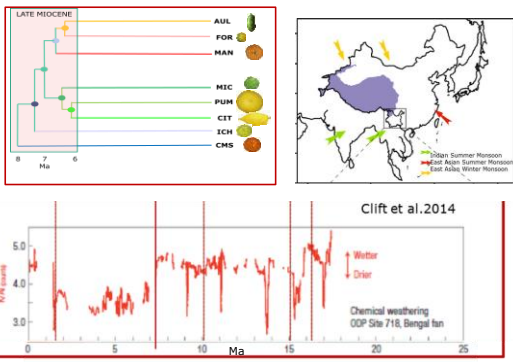 LATE MIOCENE
AUL
FOR
MAN
MIC
PUM
CIT
ICH
CMS
8 7 6
Ma
Indian Summer Monsoon
East Asian Summer Monsoon
East Asian Winter Monsoon
Clift et al.2014
5.0
4.0
3.0
Wetter
Drier
Chemical weathering
ODP Site 718, Bengal fan
0 5 10 15 20 25
Ma